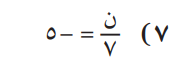 ٧) ن/٧ = −٥